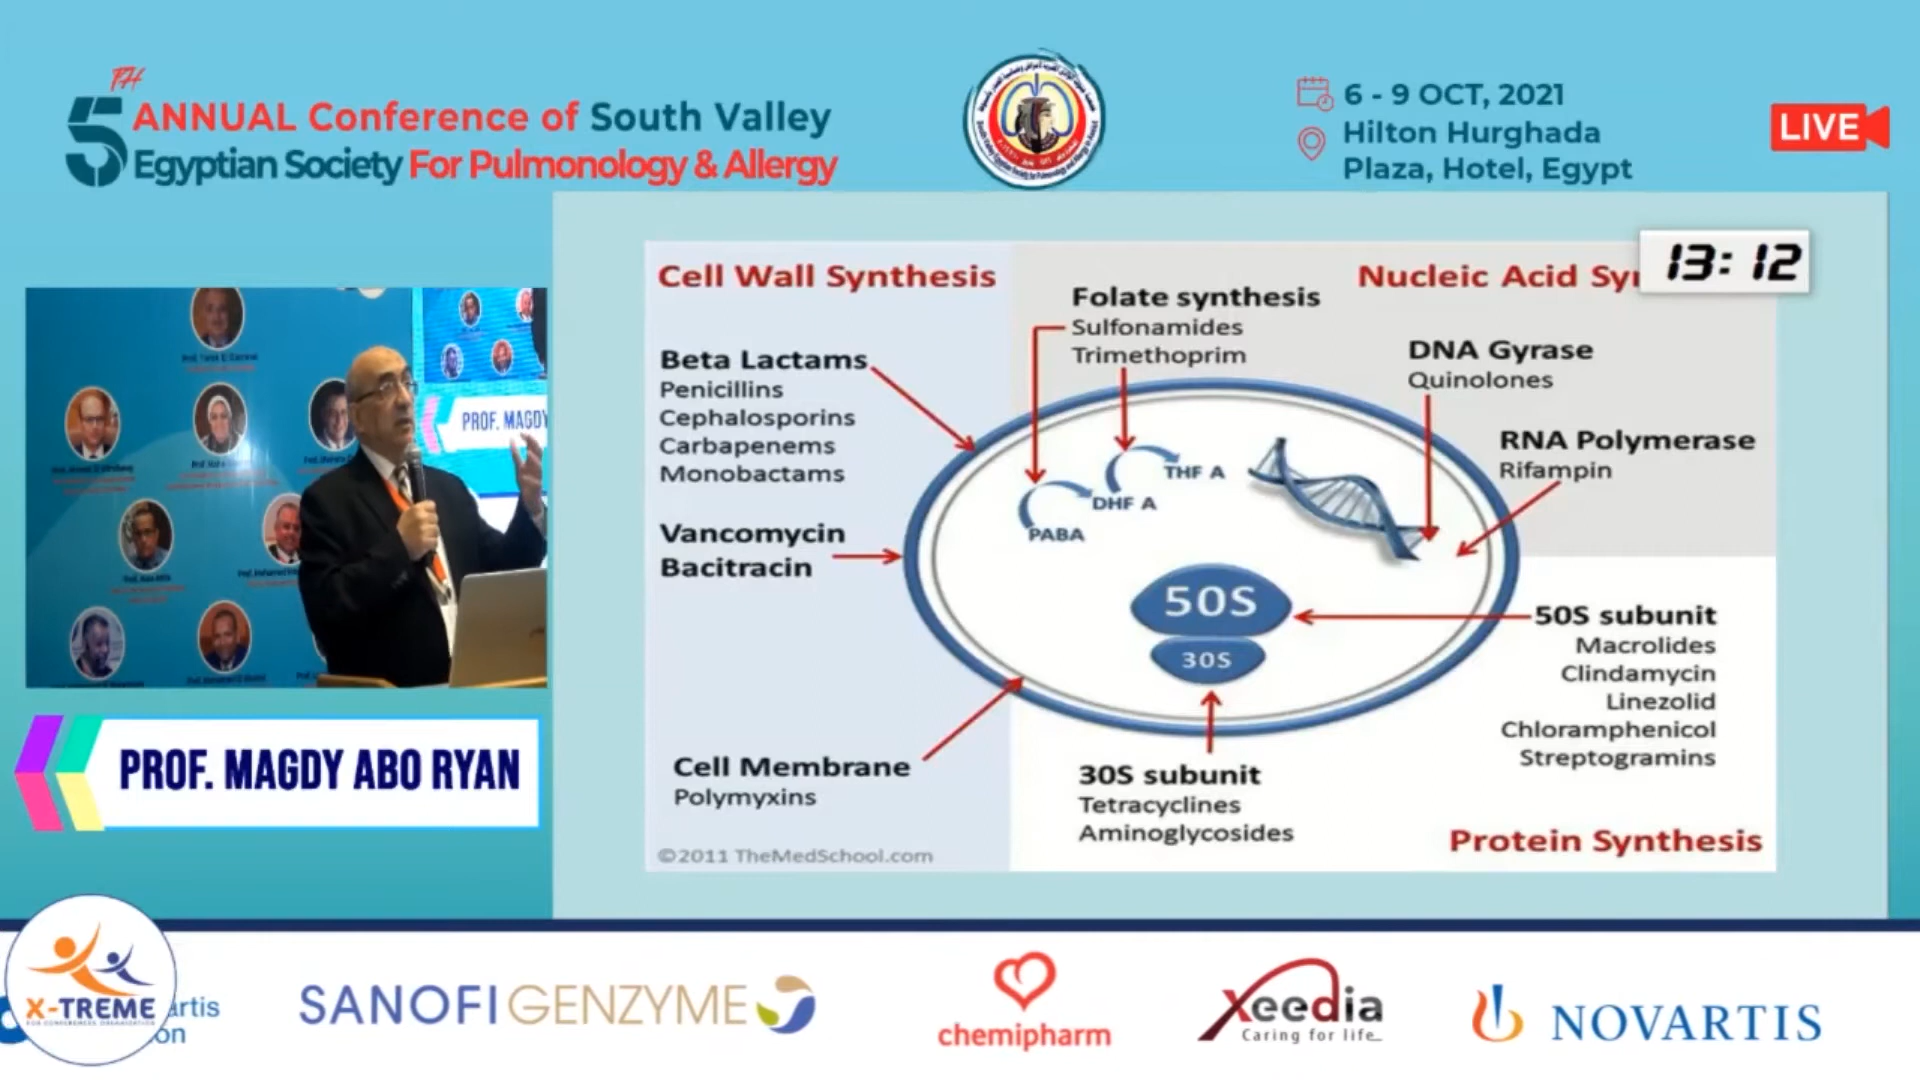 TH
5 ANNUAL Conference of South Valley
Egyptian Society For Pulmonology & Allergy
6 - 9 OCT, 2021
Hilton Hurghada
Plaza, Hotel, Egypt
LIVE
13:12
PROF. MAGDY
PROF. MAGDY ABO RYAN
Cell Wall Synthesis
Beta Lactams
Penicillins
Cephalosporins
Carbapenems
Monobactams
Vancomycin
Bacitracin
Cell Membrane
Polymyxins
©2011 TheMedSchool.com
Folate synthesis
Sulfonamides
Trimethoprim
PABA
DHF A
THF A
Nucleic Acid Sy
DNA Gyrase
Quinolones
RNA Polymerase
Rifampin
50S
30S
50S subunit
Macrolides
Clindamycin
Linezolid
Chloramphenicol
Streptogramins
30S subunit
Tetracyclines
Aminoglycosides
Protein Synthesis
X-TREME
FOR CONFERENCES ORGANIZATION
artis
on
SANOFI GENZYME
chemipharm
Xeedia
Caring for life...
NOVARTIS